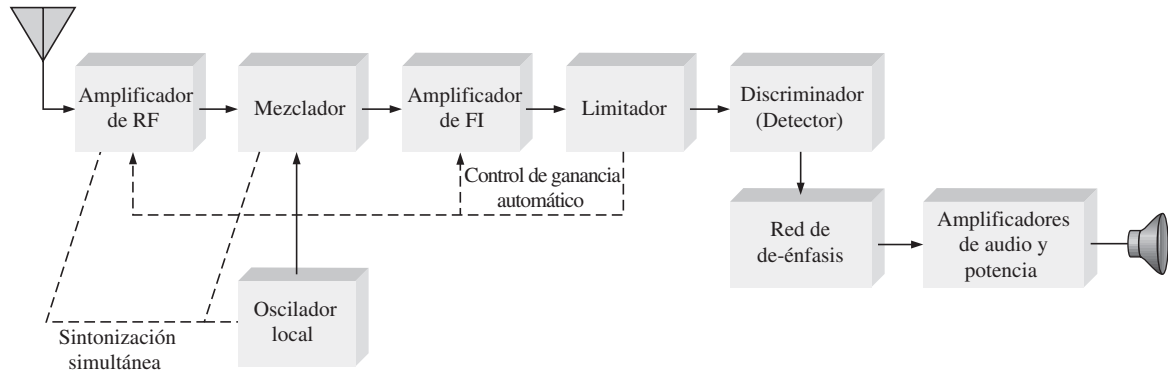 Amplificador
de RF
Mezclador
Amplificador
de FI
Limitador
Discriminador
(Detector)
Control de ganancia
automático
Red de
de-énfasis
Amplificadores
de audio y
potencia
Oscilador
local
Sintonización
simultánea